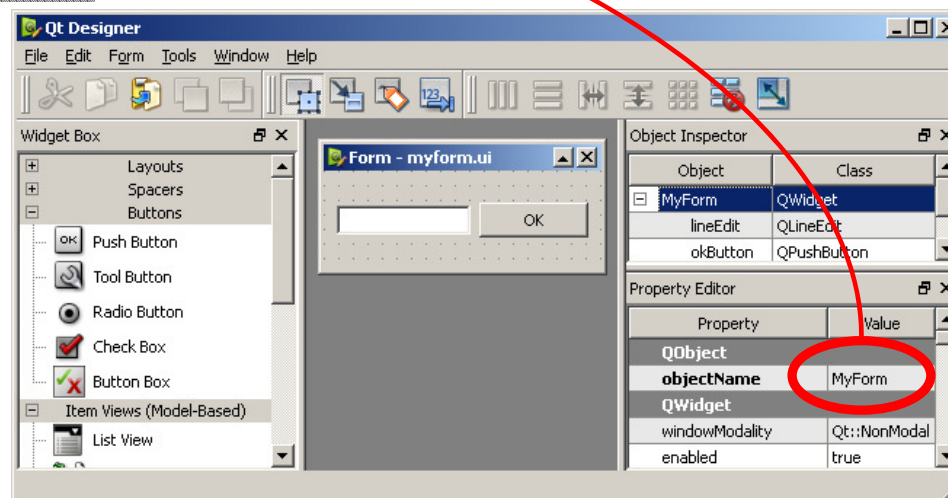 Qt Designer
File Edit Form Tools Window Help
123
Widget Box
Layouts
Spacers
Buttons
OK Push Button
Tool Button
Radio Button
Check Box
Button Box
Item Views (Model-Based)
List View
Form - myform.ui
OK
Object Inspector
Object Class
MyForm QWidget
lineEdit QLineEdit
okButton QPushButton
Property Editor
Property Value
QObject
objectName MyForm
QWidget
windowModality Qt::NonModal
enabled true